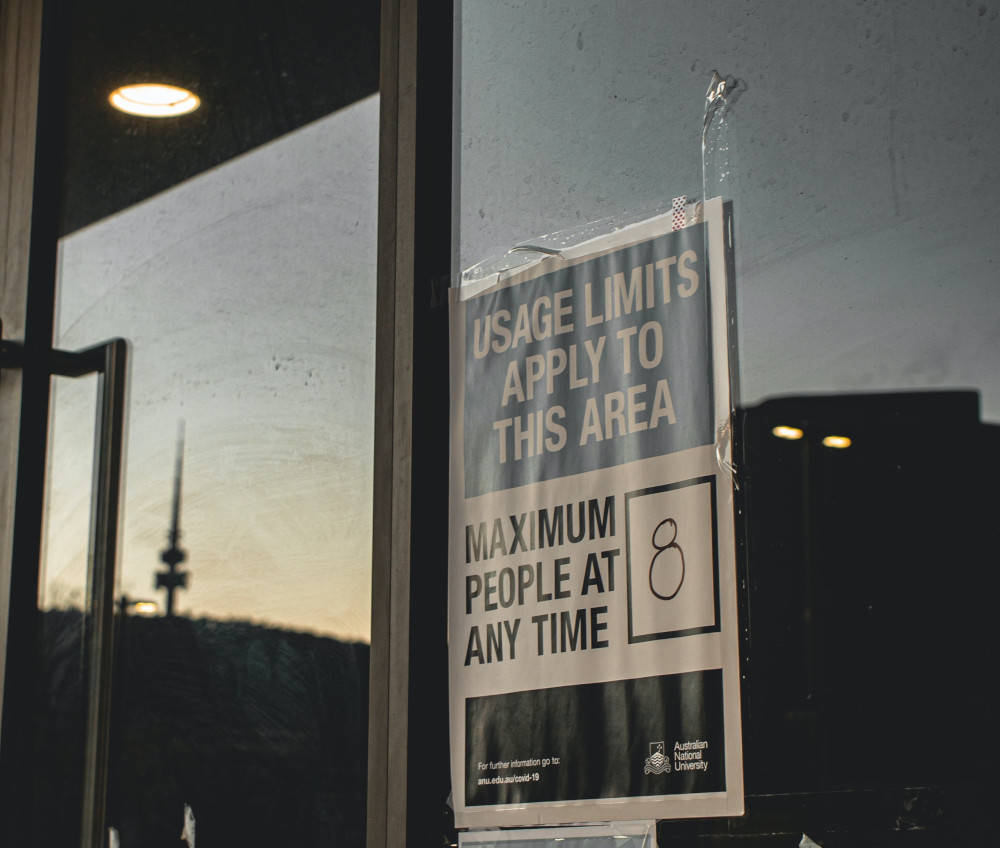 USAGE LIMITS
APPLY TO
THIS AREA
MAXIMUM
PEOPLE AT
ANY TIME
8
For further information go to:
anu.edu.au/covid-19
Australian
National
University